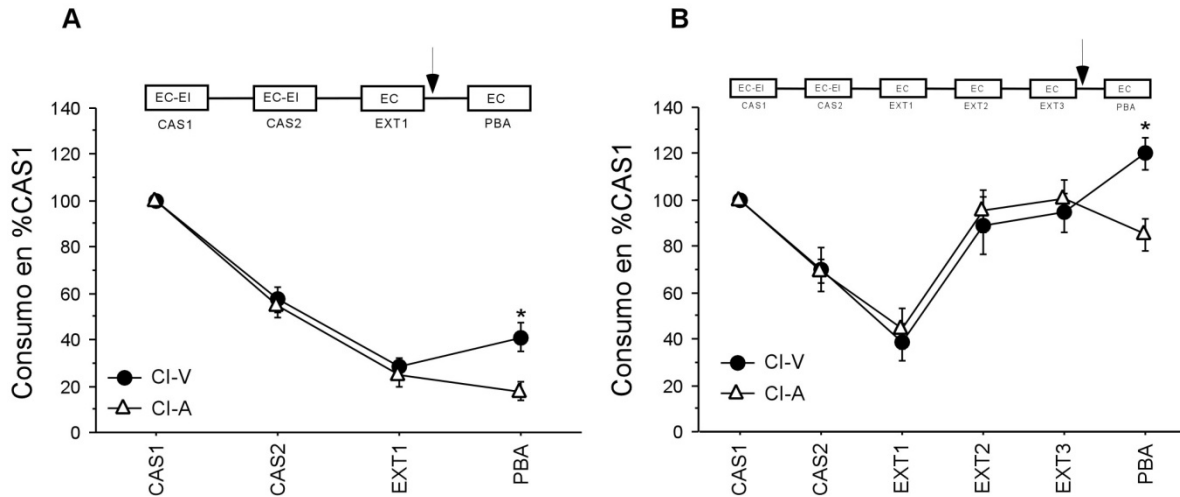 A
EC-EI EC-EI EC EC
CAS1 CAS2 EXT1 PBA
Consumo en %CAS1
140
120
100
80
60
40
20
0
*
CI-V
CI-A
CAS1 CAS2 EXT1 PBA
B
EC-EI EC-EI EC EC EC EC
CAS1 CAS2 EXT1 EXT2 EXT3 PBA
Consumo en %CAS1
140
120
100
80
60
40
20
0
*
CI-V
CI-A
CAS1 CAS2 EXT1 EXT2 EXT3 PBA